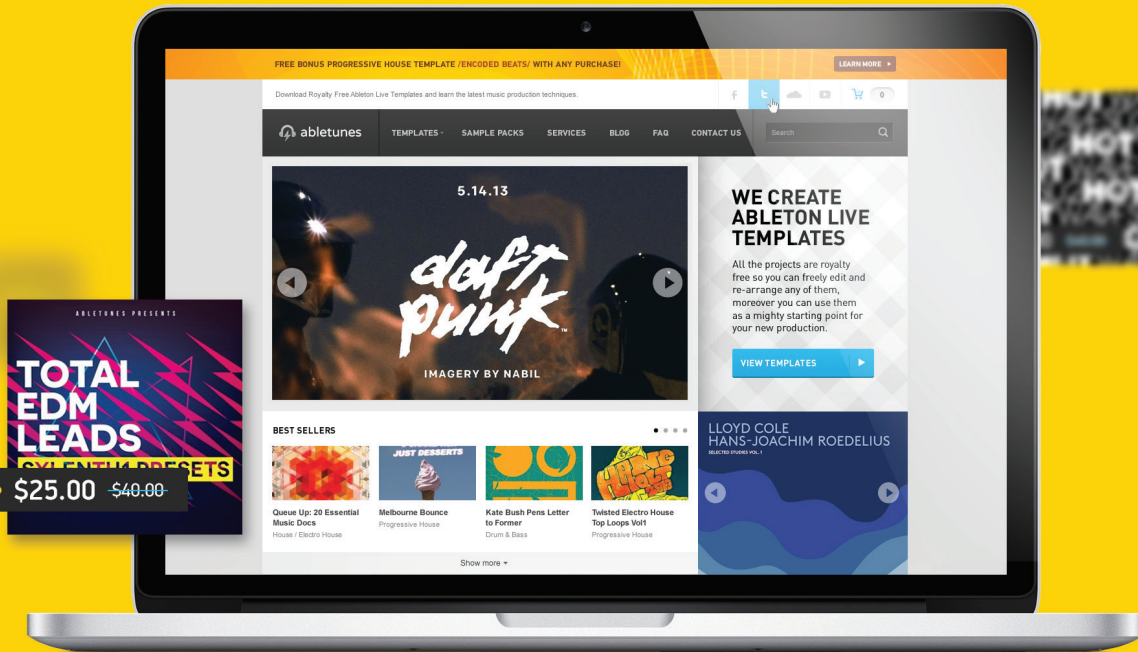 FREE BONUS PROGRESSIVE HOUSE TEMPLATE /ENCODED BEATS/ WITH ANY PURCHASE!
LEARN MORE
Download Royalty Free Ableton Live Templates and learn the latest music production techniques.
0
abletunes
TEMPLATES
SAMPLE PACKS
SERVICES
BLOG
FAQ
CONTACT US
Search
5.14.13
daft
punk
IMAGERY BY NABIL
WE CREATE
ABLETON LIVE
TEMPLATES
All the projects are royalty
free so you can freely edit and
re-arrange any of them,
moreover you can use them
as a mighty starting point for
your new production.
VIEW TEMPLATES
ABLETUNES PRESENTS
TOTAL
EDM
LEADS
SYLENTH1 PRESETS
$25.00 $40.00
BEST SELLERS
JUST DESSERTS
Queue Up: 20 Essential
Music Docs
House / Electro House
Melbourne Bounce
Progressive House
Kate Bush Pens Letter
to Former
Drum & Bass
Twisted Electro House
Top Loops Vol1
Progressive House
Show more
LLOYD COLE
HANS-JOACHIM ROEDELIUS
SELECTED STUDIES VOL. 1
HOT
HOT